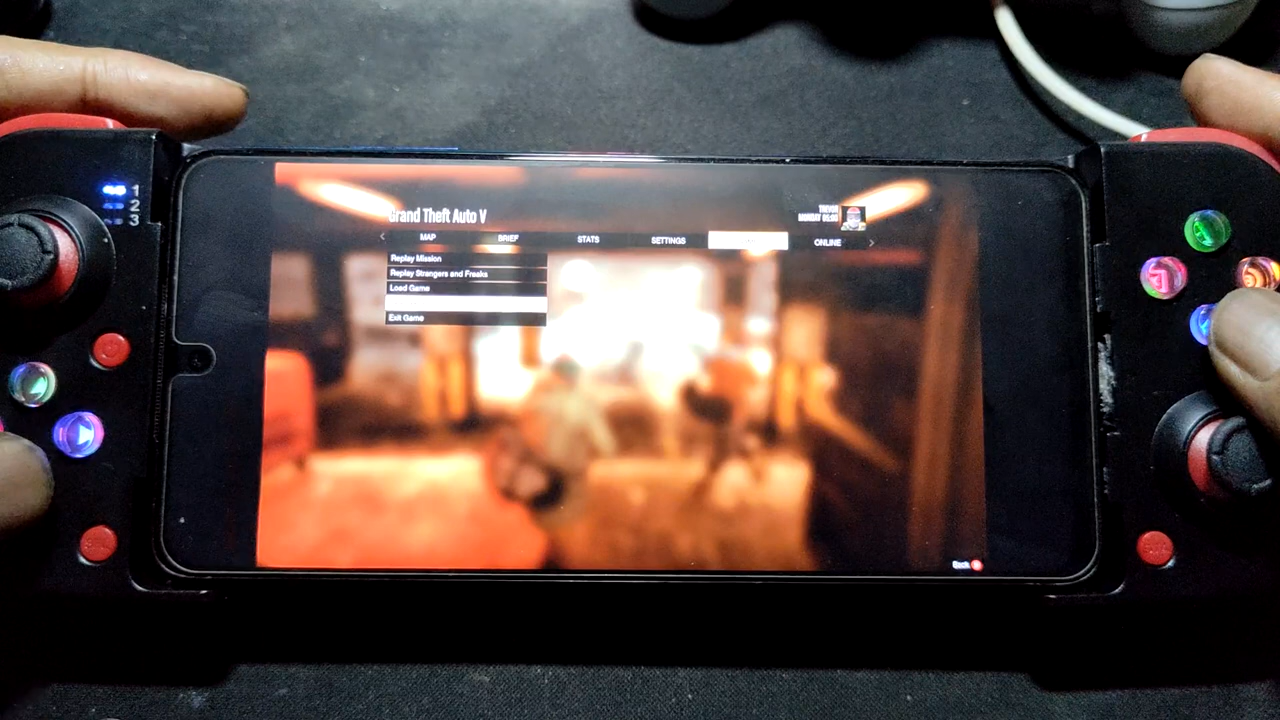 1
2
3
Grand Theft Auto V
TREVOR
MAP BRIEF STATS SETTINGS ONLINE
Replay Mission
Replay Strangers and Freaks
Load Game
Exit Game
Back